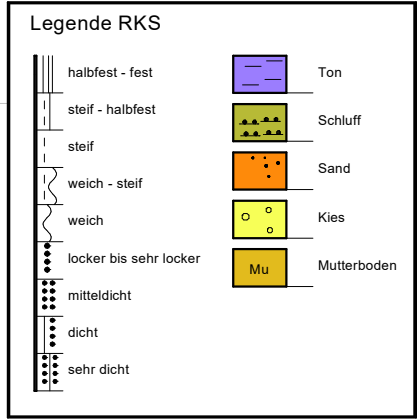 Legende RKS
halbfest - fest
steif - halbfest
steif
weich - steif
weich
locker bis sehr locker
mitteldicht
dicht
sehr dicht
Ton
Schluff
Sand
Kies
Mu
Mutterboden